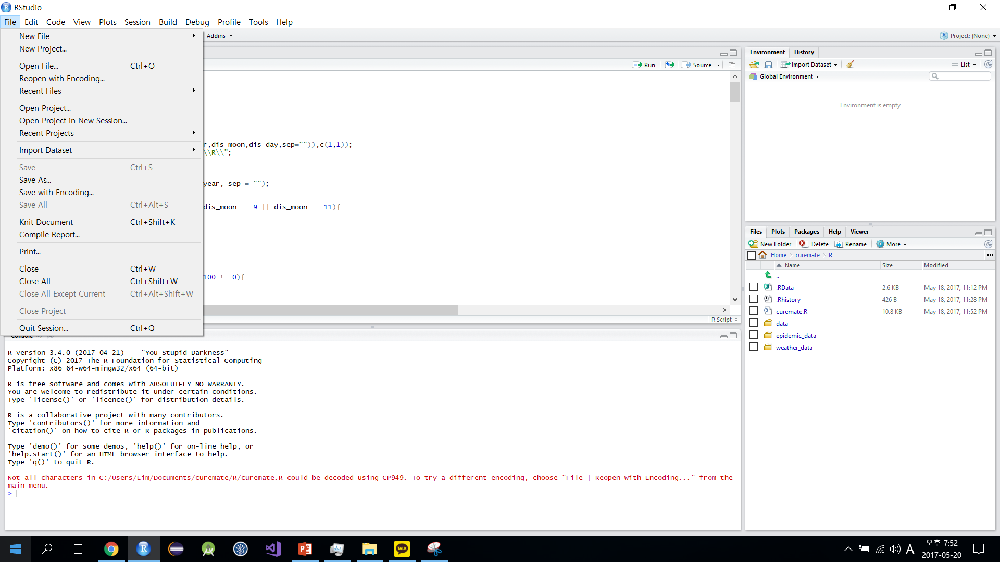 RStudio
File Edit Code View Plots Session Build Debug Profile Tools Help
New File
New Project...
Open File... Ctrl+O
Reopen with Encoding...
Recent Files
Open Project...
Open Project in New Session...
Recent Projects
Import Dataset
Save Ctrl+S
Save As...
Save with Encoding...
Save All Ctrl+Alt+S
Knit Document Ctrl+Shift+K
Compile Report...
Print...
Close Ctrl+W
Close All Ctrl+Shift+W
Close All Except Current Ctrl+Alt+Shift+W
Close Project
Quit Session... Ctrl+Q
Addins
Project: (None)
Run Source
r,dis_moon,dis_day,sep="")),c(1,1));
\\R\\";
year, sep = "");
dis_moon == 9 || dis_moon == 11){
100 != 0){
R Script
Console ~/
R version 3.4.0 (2017-04-21) -- "You Stupid Darkness"
Copyright (C) 2017 The R Foundation for Statistical Computing
Platform: x86_64-w64-mingw32/x64 (64-bit)
R is free software and comes with ABSOLUTELY NO WARRANTY.
You are welcome to redistribute it under certain conditions.
Type 'license()' or 'licence()' for distribution details.
R is a collaborative project with many contributors.
Type 'contributors()' for more information and
'citation()' on how to cite R or R packages in publications.
Type 'demo()' for some demos, 'help()' for on-line help, or
'help.start()' for an HTML browser interface to help.
Type 'q()' to quit R.
Not all characters in C:/Users/Lim/Documents/curemate/R/curemate.R could be decoded using CP949. To try a different encoding, choose "File | Reopen with Encoding..." from the
main menu.
>
Environment History
Import Dataset List
Global Environment
Environment is empty
Files Plots Packages Help Viewer
New Folder Delete Rename More
Home curemate R
Name Size Modified
..
.RData 2.6 KB May 18, 2017, 11:12 PM
.Rhistory 426 B May 18, 2017, 11:28 PM
curemate.R 10.8 KB May 18, 2017, 11:52 PM
data
epidemic_data
weather_data
TALK
A
오후 7:52
2017-05-20